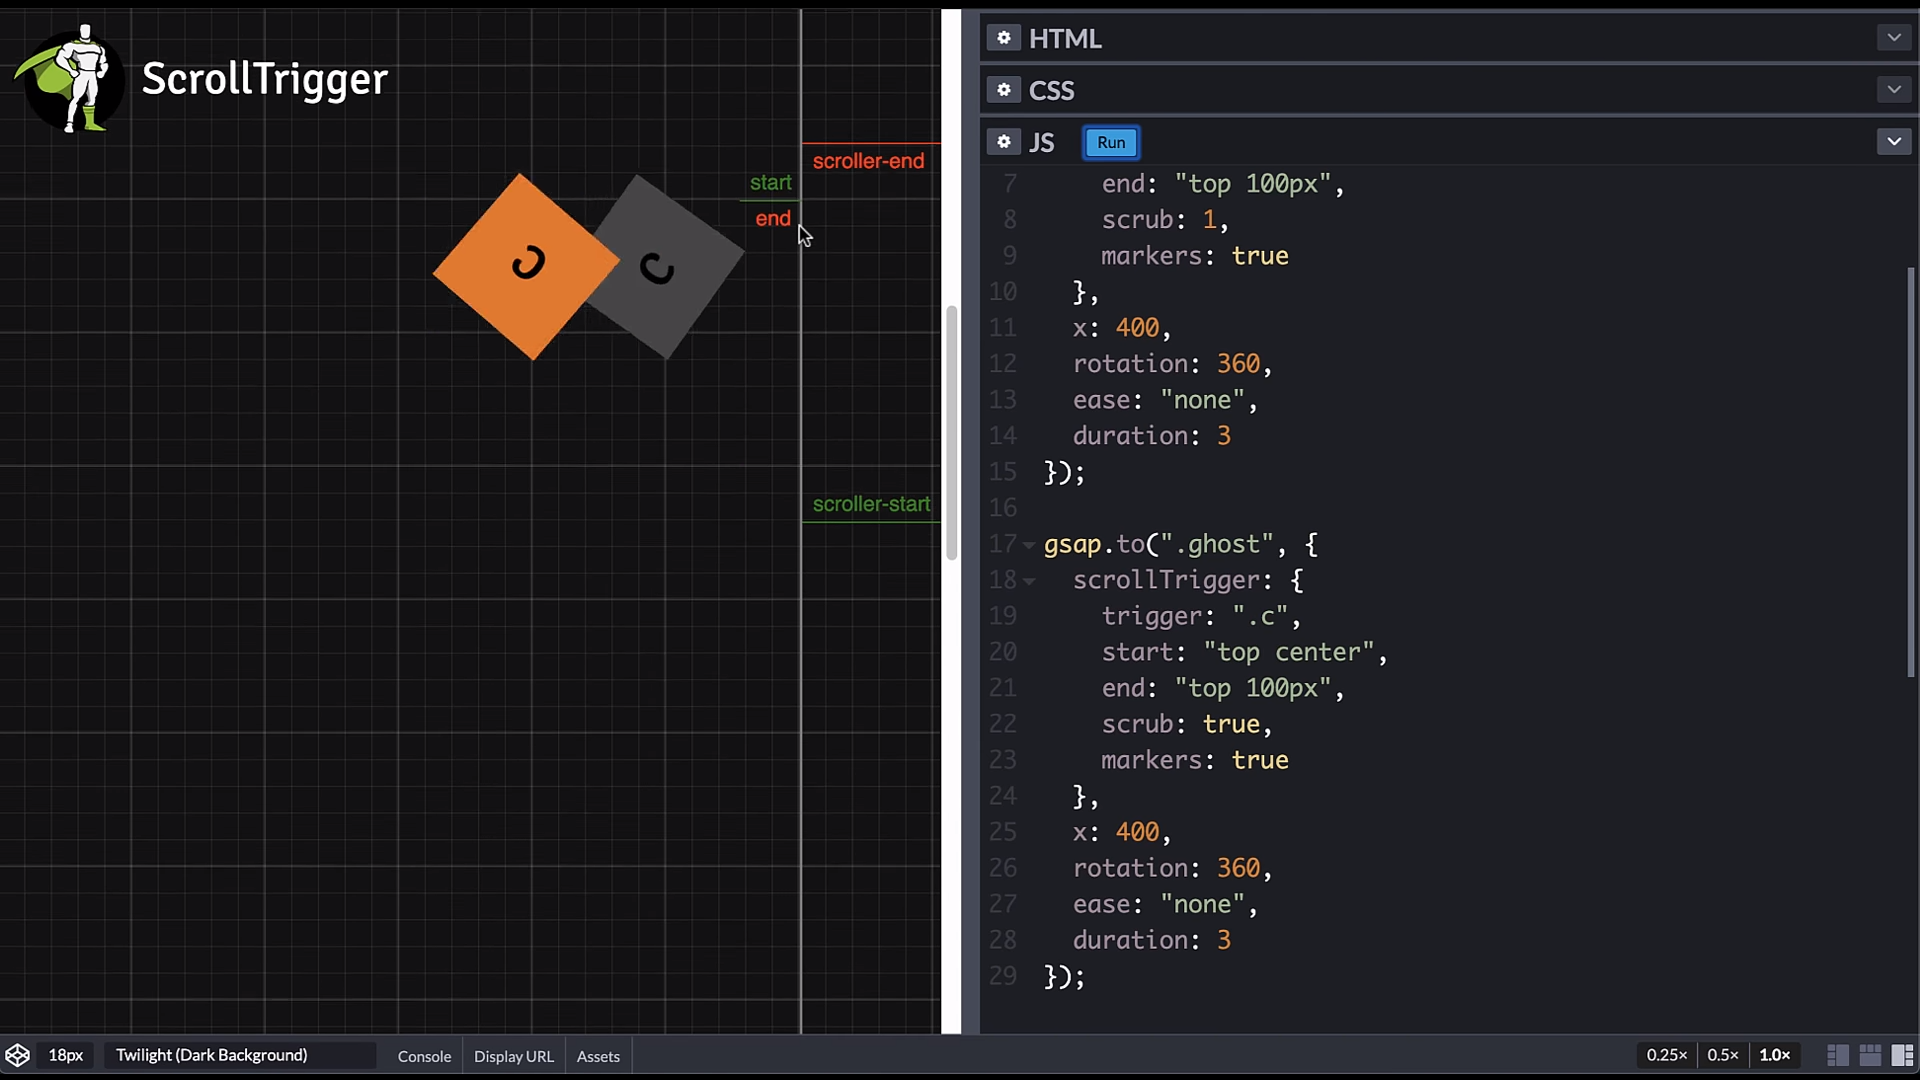 ScrollTrigger
scroller-end
start
end
C
C
scroller-start
HTML
CSS
JS Run
7 end: "top 100px",
8 scrub: 1,
9 markers: true
10 },
11 x: 400,
12 rotation: 360,
13 ease: "none",
14 duration: 3
15 });
16
17 gsap.to(".ghost", {
18 scrollTrigger: {
19 trigger: ".c",
20 start: "top center",
21 end: "top 100px",
22 scrub: true,
23 markers: true
24 },
25 x: 400,
26 rotation: 360,
27 ease: "none",
28 duration: 3
29 });
18px Twilight (Dark Background) Console Display URL Assets 0.25× 0.5× 1.0×